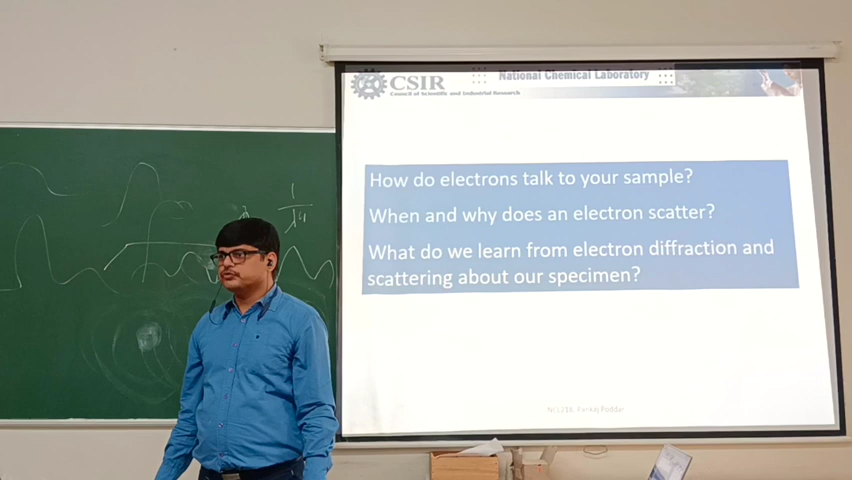 CSIR
Council of Scientific and Industrial Research
National Chemical Laboratory
How do electrons talk to your sample?
When and why does an electron scatter?
What do we learn from electron diffraction and
scattering about our specimen?
Pankaj Poddar
1
λ⁴